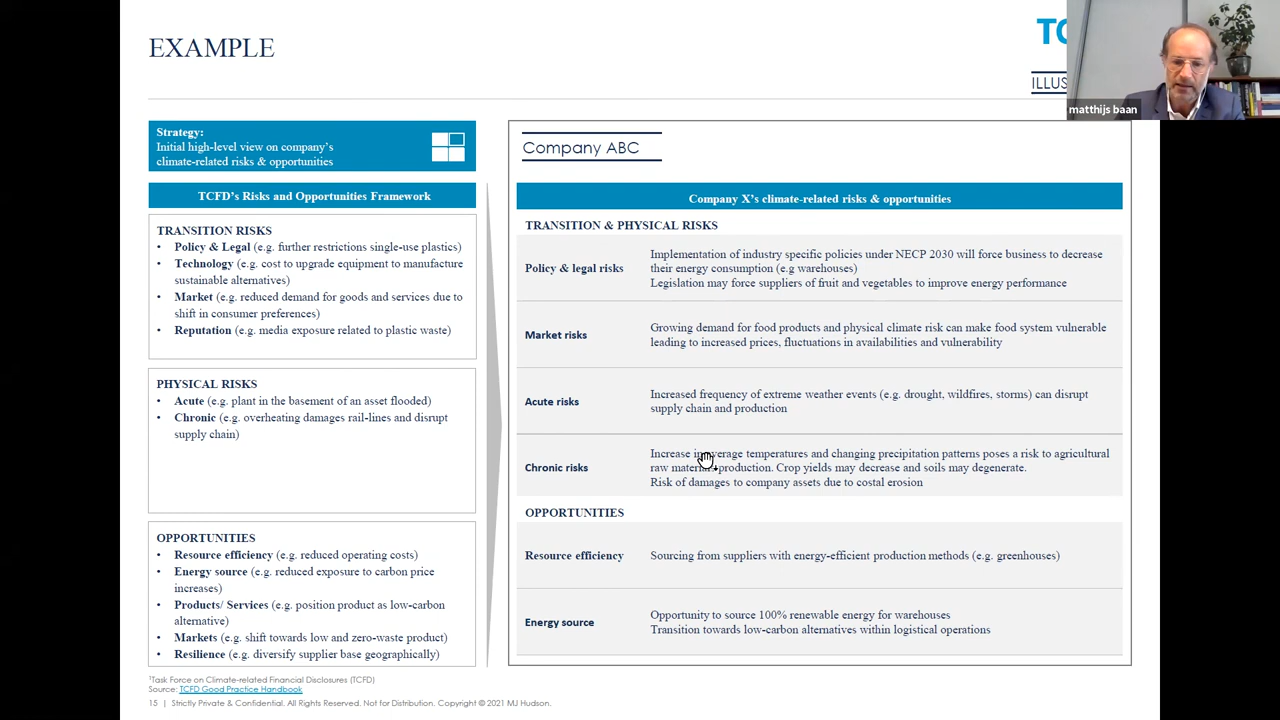 EXAMPLE
TC
ILLUS
matthijs baan
Strategy:
Initial high-level view on company's
climate-related risks & opportunities
TCFD's Risks and Opportunities Framework
TRANSITION RISKS
• Policy & Legal (e.g. further restrictions single-use plastics)
• Technology (e.g. cost to upgrade equipment to manufacture
sustainable alternatives)
• Market (e.g. reduced demand for goods and services due to
shift in consumer preferences)
• Reputation (e.g. media exposure related to plastic waste)
PHYSICAL RISKS
• Acute (e.g. plant in the basement of an asset flooded)
• Chronic (e.g. overheating damages rail-lines and disrupt
supply chain)
OPPORTUNITIES
• Resource efficiency (e.g. reduced operating costs)
• Energy source (e.g. reduced exposure to carbon price
increases)
• Products/ Services (e.g. position product as low-carbon
alternative)
• Markets (e.g. shift towards low and zero-waste product)
• Resilience (e.g. diversify supplier base geographically)
Company ABC
Company X's climate-related risks & opportunities
TRANSITION & PHYSICAL RISKS
Policy & legal risks
Implementation of industry specific policies under NECP 2030 will force business to decrease
their energy consumption (e.g warehouses)
Legislation may force suppliers of fruit and vegetables to improve energy performance
Market risks
Growing demand for food products and physical climate risk can make food system vulnerable
leading to increased prices, fluctuations in availabilities and vulnerability
Acute risks
Increased frequency of extreme weather events (e.g. drought, wildfires, storms) can disrupt
supply chain and production
Chronic risks
Increase in average temperatures and changing precipitation patterns poses a risk to agricultural
raw materials production. Crop yields may decrease and soils may degenerate.
Risk of damages to company assets due to costal erosion
OPPORTUNITIES
Resource efficiency
Sourcing from suppliers with energy-efficient production methods (e.g. greenhouses)
Energy source
Opportunity to source 100% renewable energy for warehouses
Transition towards low-carbon alternatives within logistical operations
1Task Force on Climate-related Financial Disclosures (TCFD)
Source: TCFD Good Practice Handbook
15 | Strictly Private & Confidential. All Rights Reserved. Not for Distribution. Copyright © 2021 MJ Hudson.